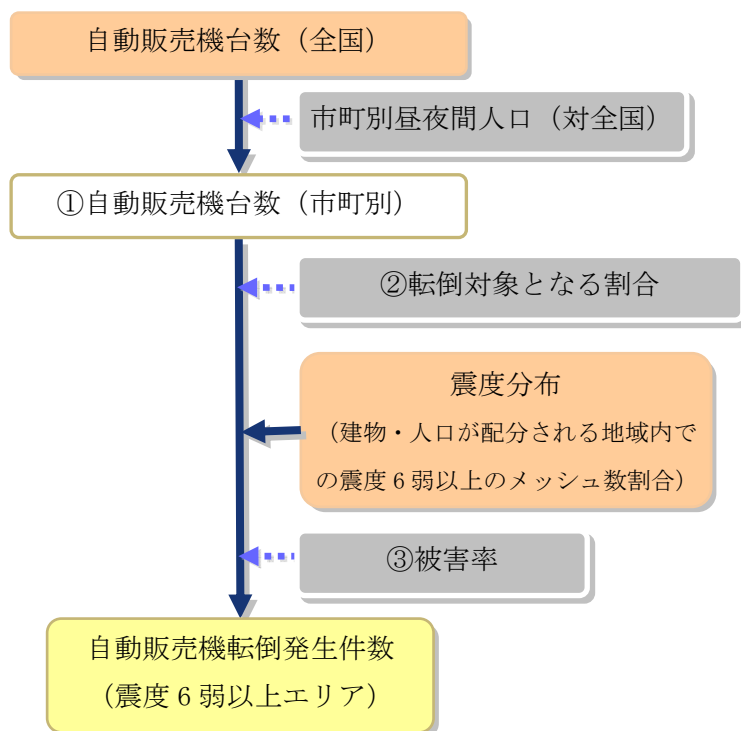 自動販売機台数（全国）
市町別昼夜間人口（対全国）
①自動販売機台数（市町別）
②転倒対象となる割合
震度分布
（建物・人口が配分される地域内で
の震度６弱以上のメッシュ数割合）
③被害率
自動販売機転倒発生件数
（震度６弱以上エリア）